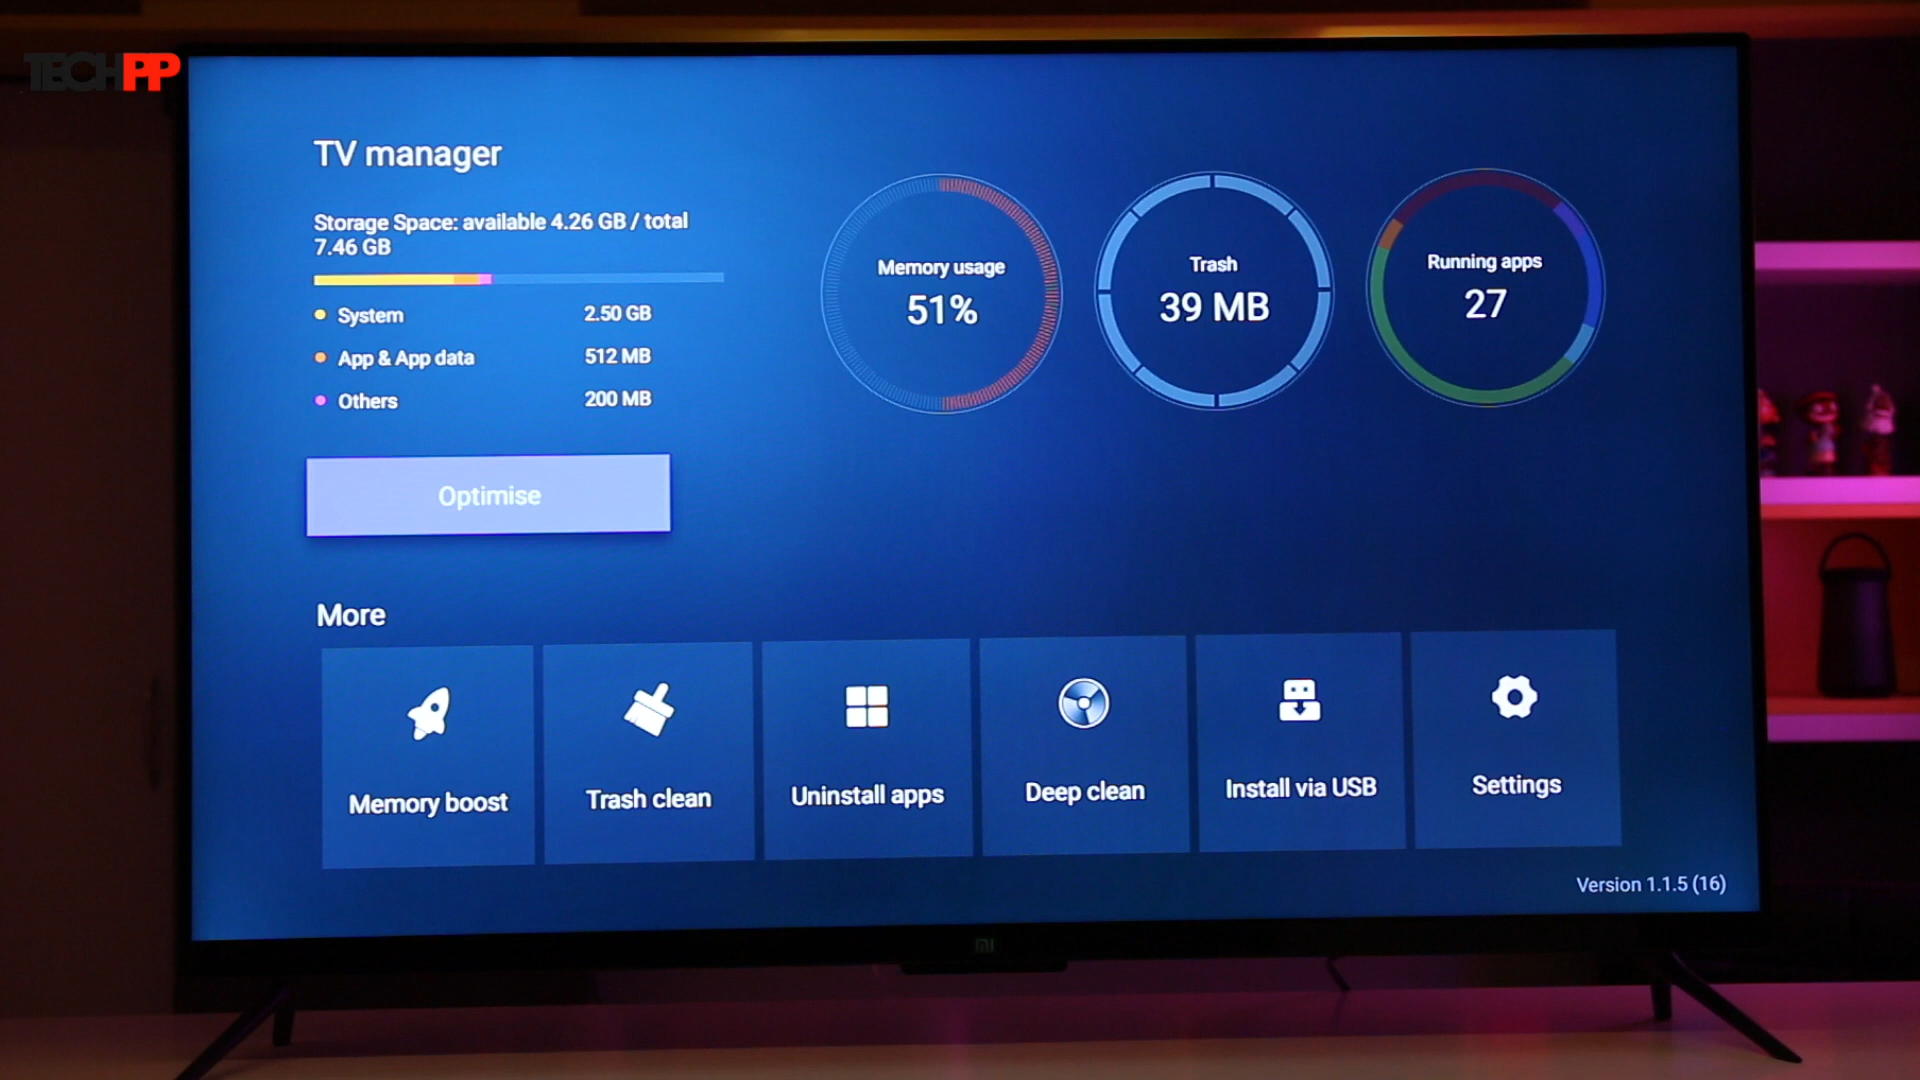 TECHPP
TV manager
Storage Space: available 4.26 GB / total
7.46 GB
System 2.50 GB
App & App data 512 MB
Others 200 MB
Memory usage
51%
Trash
39 MB
Running apps
27
Optimise
More
Memory boost
Trash clean
Uninstall apps
Deep clean
Install via USB
Settings
Version 1.1.5 (16)
mi